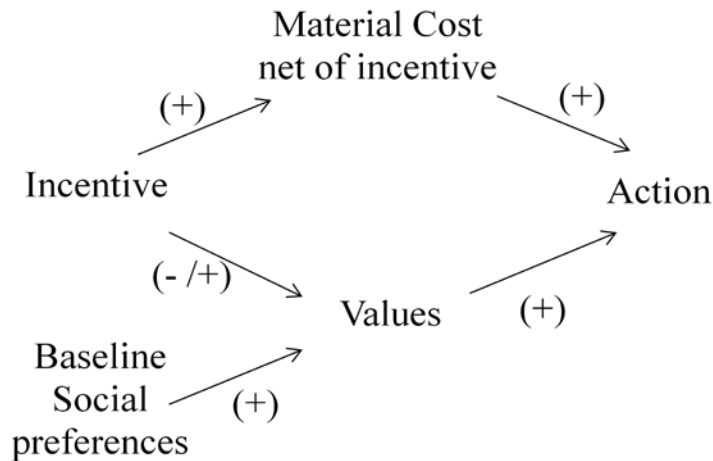 Material Cost
net of incentive
(+)
(+)
Incentive
Action
(- /+)
Values
(+)
Baseline
Social
preferences
(+)